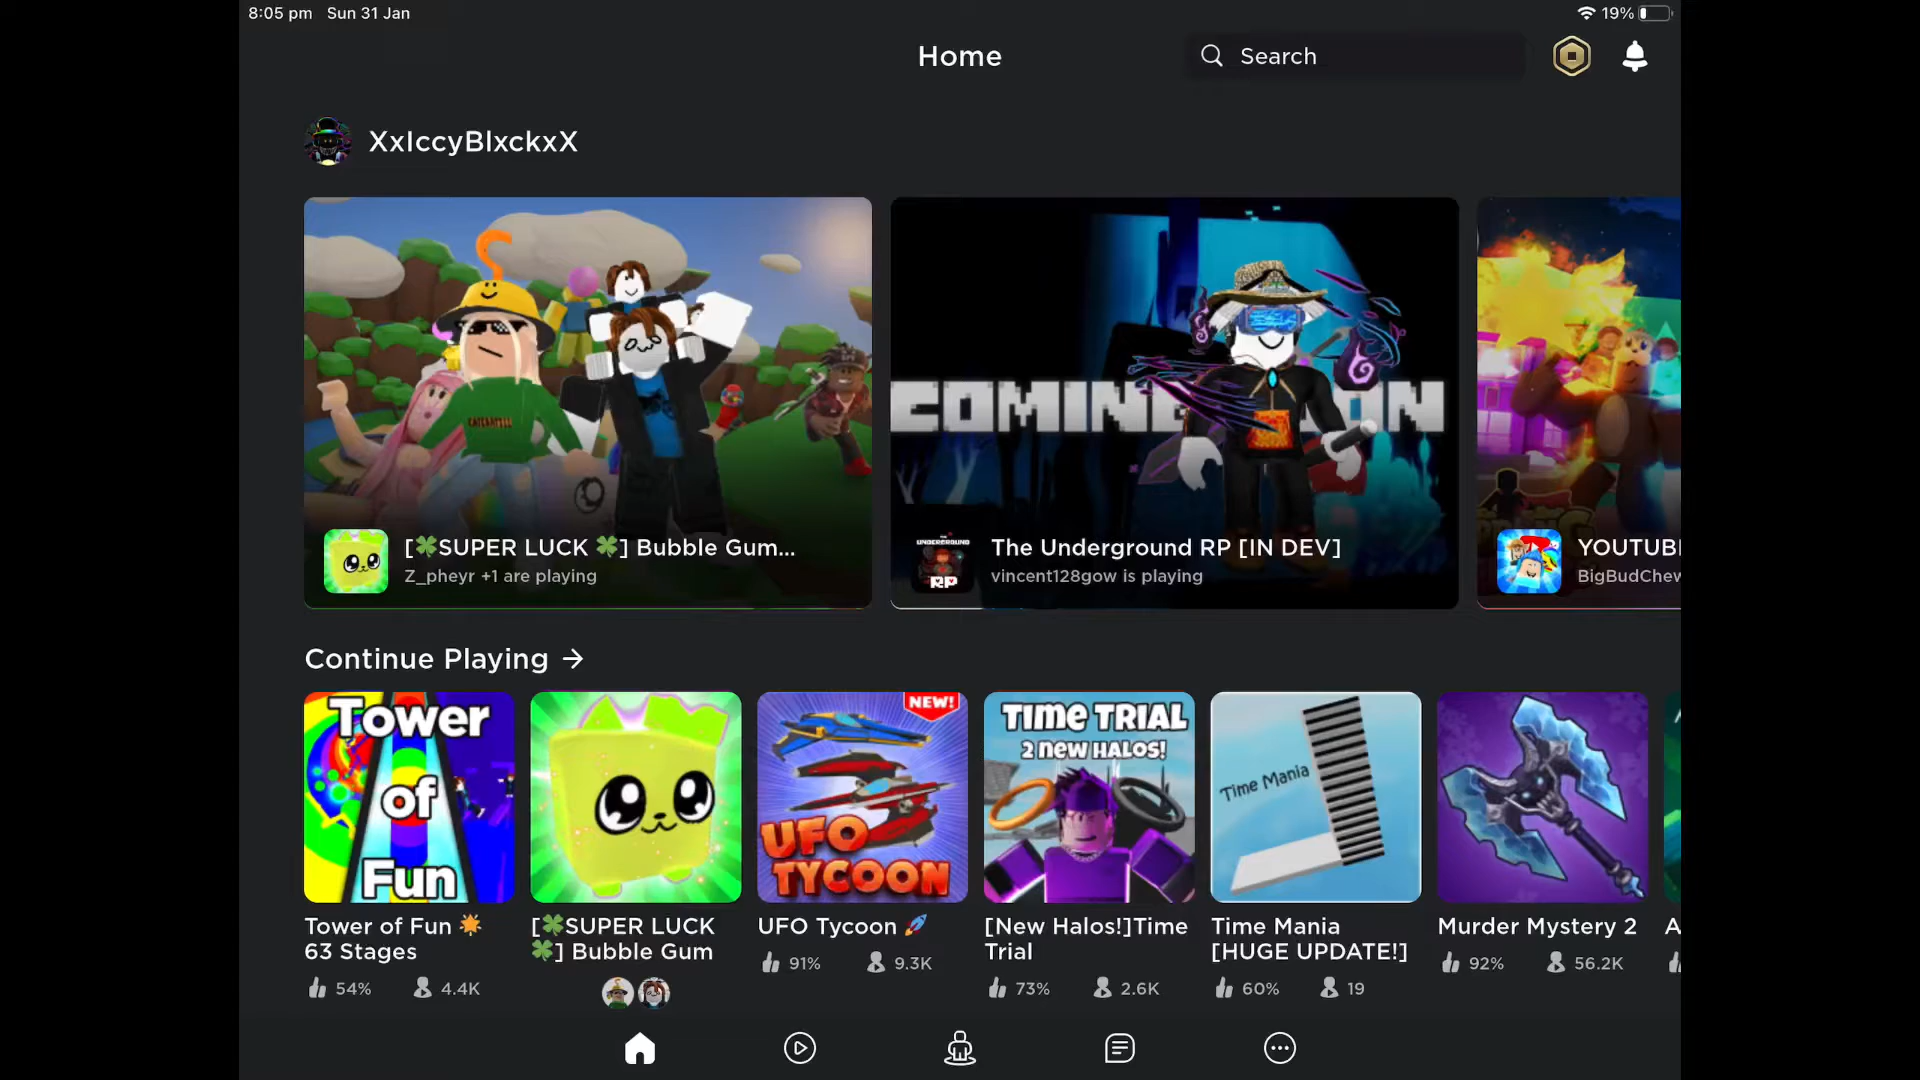 8:05 pm Sun 31 Jan
19%
Home
Search
XxIccyBlxckxX
COMING
[🍀SUPER LUCK 🍀] Bubble Gum...
Z_pheyr +1 are playing
UNDERGROUND
RP
The Underground RP [IN DEV]
vincent128gow is playing
Continue Playing →
Tower
of
Fun
NEW!
UFO
TYCOON
TIME TRIAL
2 NEW HALOS!
Time Mania
Tower of Fun ☀️
63 Stages
54% 4.4K
[🍀SUPER LUCK
🍀] Bubble Gum
UFO Tycoon 🚀
91% 9.3K
[New Halos!]Time
Trial
73% 2.6K
Time Mania
[HUGE UPDATE!]
60% 19
Murder Mystery 2
92% 56.2K
A